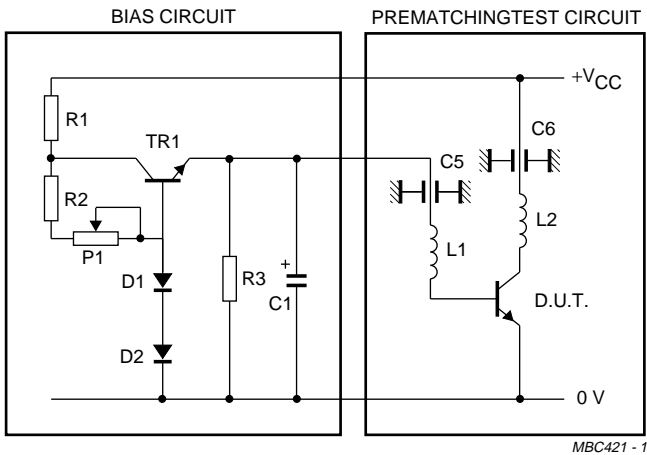 BIAS CIRCUIT
PREMATCHINGTEST CIRCUIT
+VCC
R1
C6
TR1
C5
R2
L2
P1
L1
D1
R3
+
C1
D.U.T.
D2
0 V
MBC421 - 1